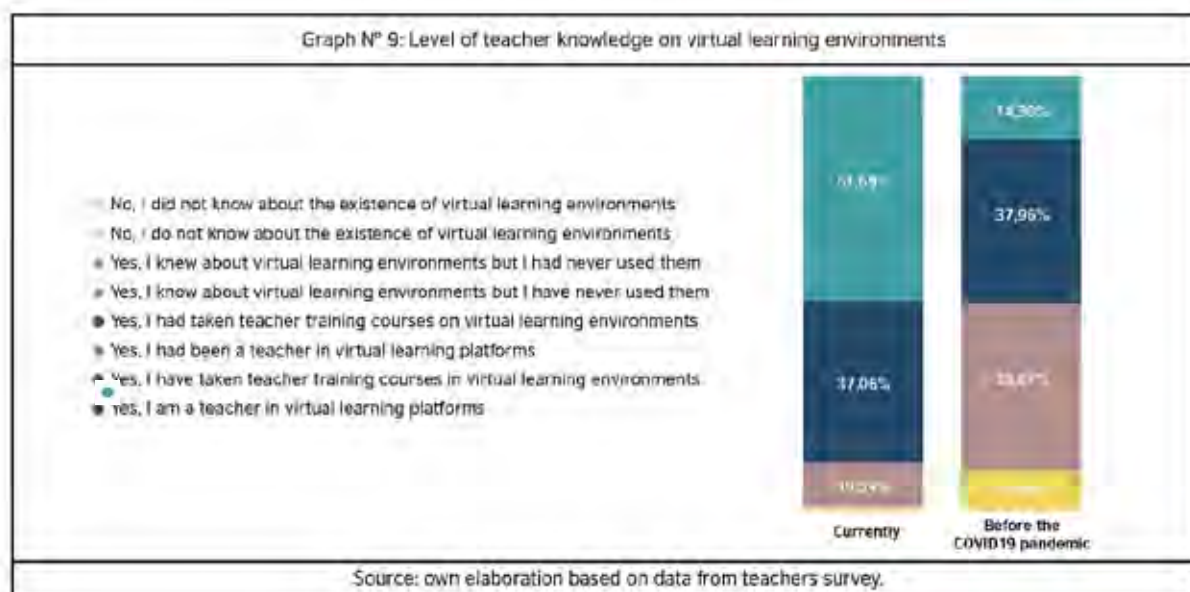 Graph N° 9: Level of teacher knowledge on virtual learning environments
No, I did not know about the existence of virtual learning environments
No, I do not know about the existence of virtual learning environments
Yes, I knew about virtual learning environments but I had never used them
Yes, I know about virtual learning environments but I have never used them
Yes, I had taken teacher training courses on virtual learning environments
Yes, I had been a teacher in virtual learning platforms
Yes, I have taken teacher training courses in virtual learning environments
Yes, I am a teacher in virtual learning platforms
37,06%
Currently
37,96%
Before the
COVID19 pandemic
Source: own elaboration based on data from teachers survey.